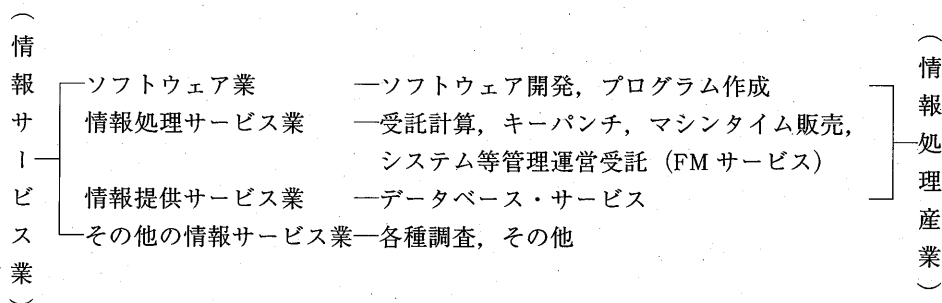 （情報サービス業）
ソフトウェア業―ソフトウェア開発，プログラム作成
情報処理サービス業―受託計算，キーパンチ，マシンタイム販売，
システム等管理運営受託（FMサービス）
情報提供サービス業―データベース・サービス
その他の情報サービス業―各種調査，その他
（情報処理産業）